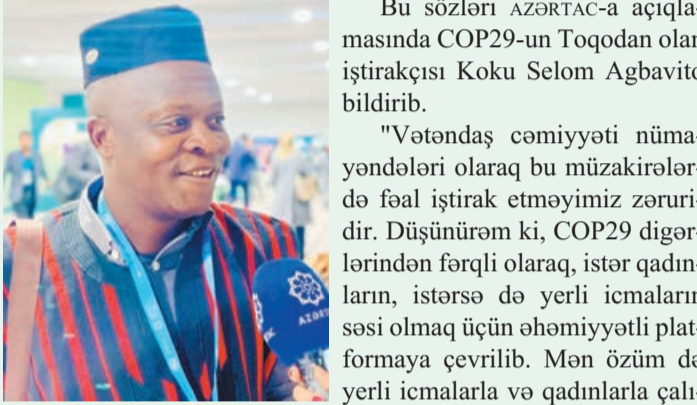 Bu sözləri AZƏRTAC-a açıqla-
masında COP29-un Toqodan olan
iştirakçısı Koku Selom Agbavito
bildirib.
"Vətəndaş cəmiyyəti nüma-
yəndələri olaraq bu müzakirələr-
də fəal iştirak etməyimiz zəruri-
dir. Düşünürəm ki, COP29 digər-
lərindən fərqli olaraq, istər qadın-
ların, istərsə də yerli icmaların
səsi olmaq üçün əhəmiyyətli plat-
formaya çevrilib. Mən özüm də
yerli icmalarla və qadınlarla çalı-
AZƏRTA